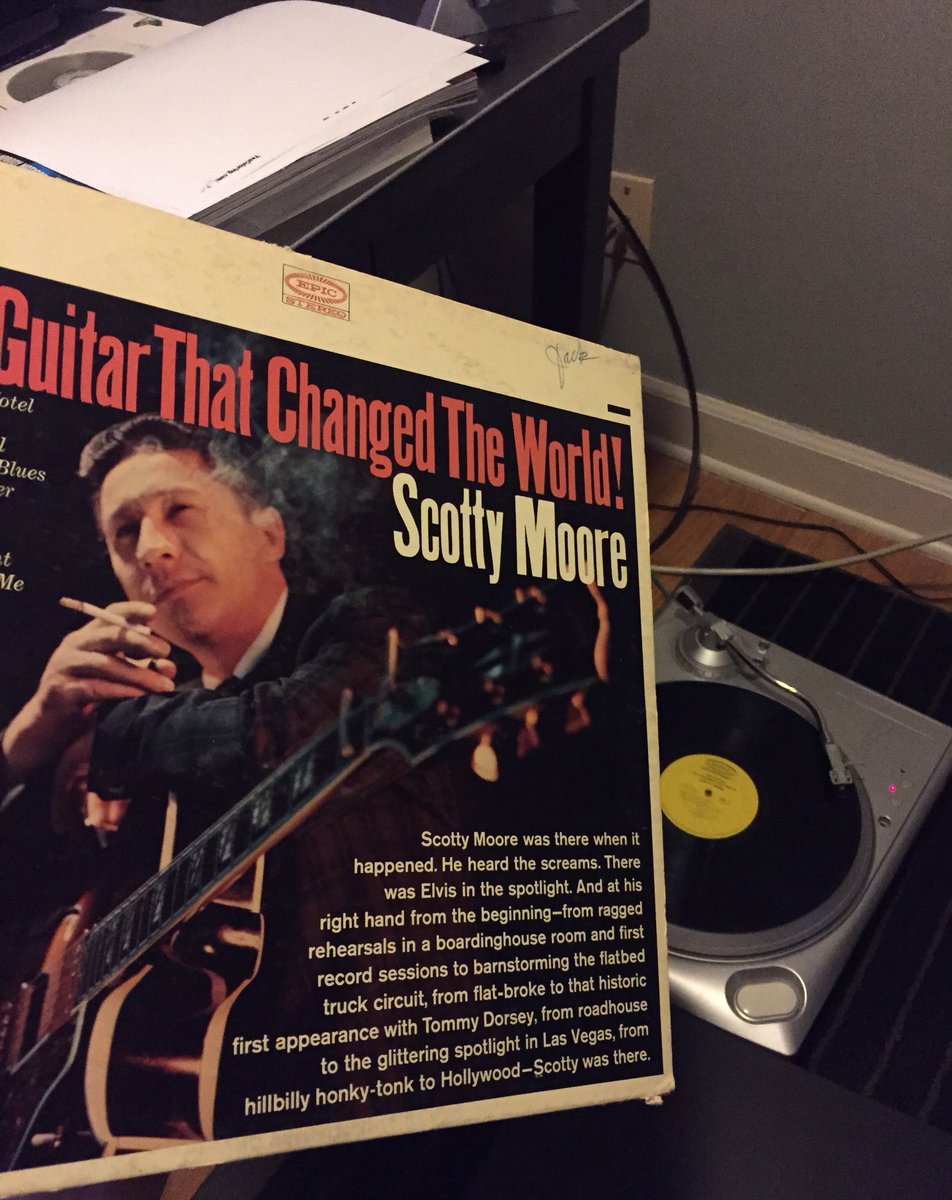 YesCatering.com
EPIC
STEREO
Jack
Guitar That Changed The World!
Scotty Moore
Blues
Me
Scotty Moore was there when it
happened. He heard the screams. There
was Elvis in the spotlight. And at his
right hand from the beginning—from ragged
rehearsals in a boardinghouse room and first
record sessions to barnstorming the flatbed
truck circuit, from flat-broke to that historic
first appearance with Tommy Dorsey, from roadhouse
to the glittering spotlight in Las Vegas, from
hillbilly honky-tonk to Hollywood—Scotty was there.